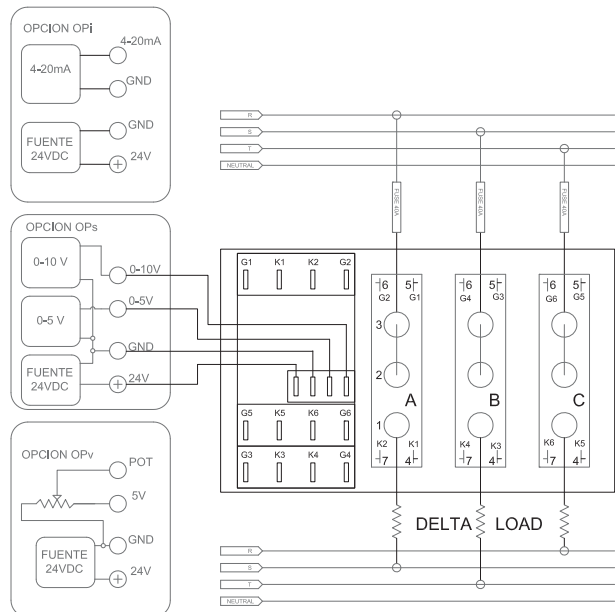 OPCION OPi
4-20mA
4-20mA
GND
FUENTE
24VDC
GND
24V
OPCION OPs
0-10 V
0-10V
0-5 V
0-5V
GND
FUENTE
24VDC
24V
OPCION OPv
POT
5V
GND
FUENTE
24VDC
24V
R
S
T
NEUTRAL
FUSE 40A
FUSE 40A
FUSE 40A
G1 K1 K2 G2
G5 K5 K6 G6
G3 K3 K4 G4
6 5
G2 G1
3
2
A
1
K2 K1
7 4
6 5
G4 G3
B
K4 K3
7 4
6 5
G6 G5
C
K6 K5
7 4
DELTA LOAD
R
S
T
NEUTRAL